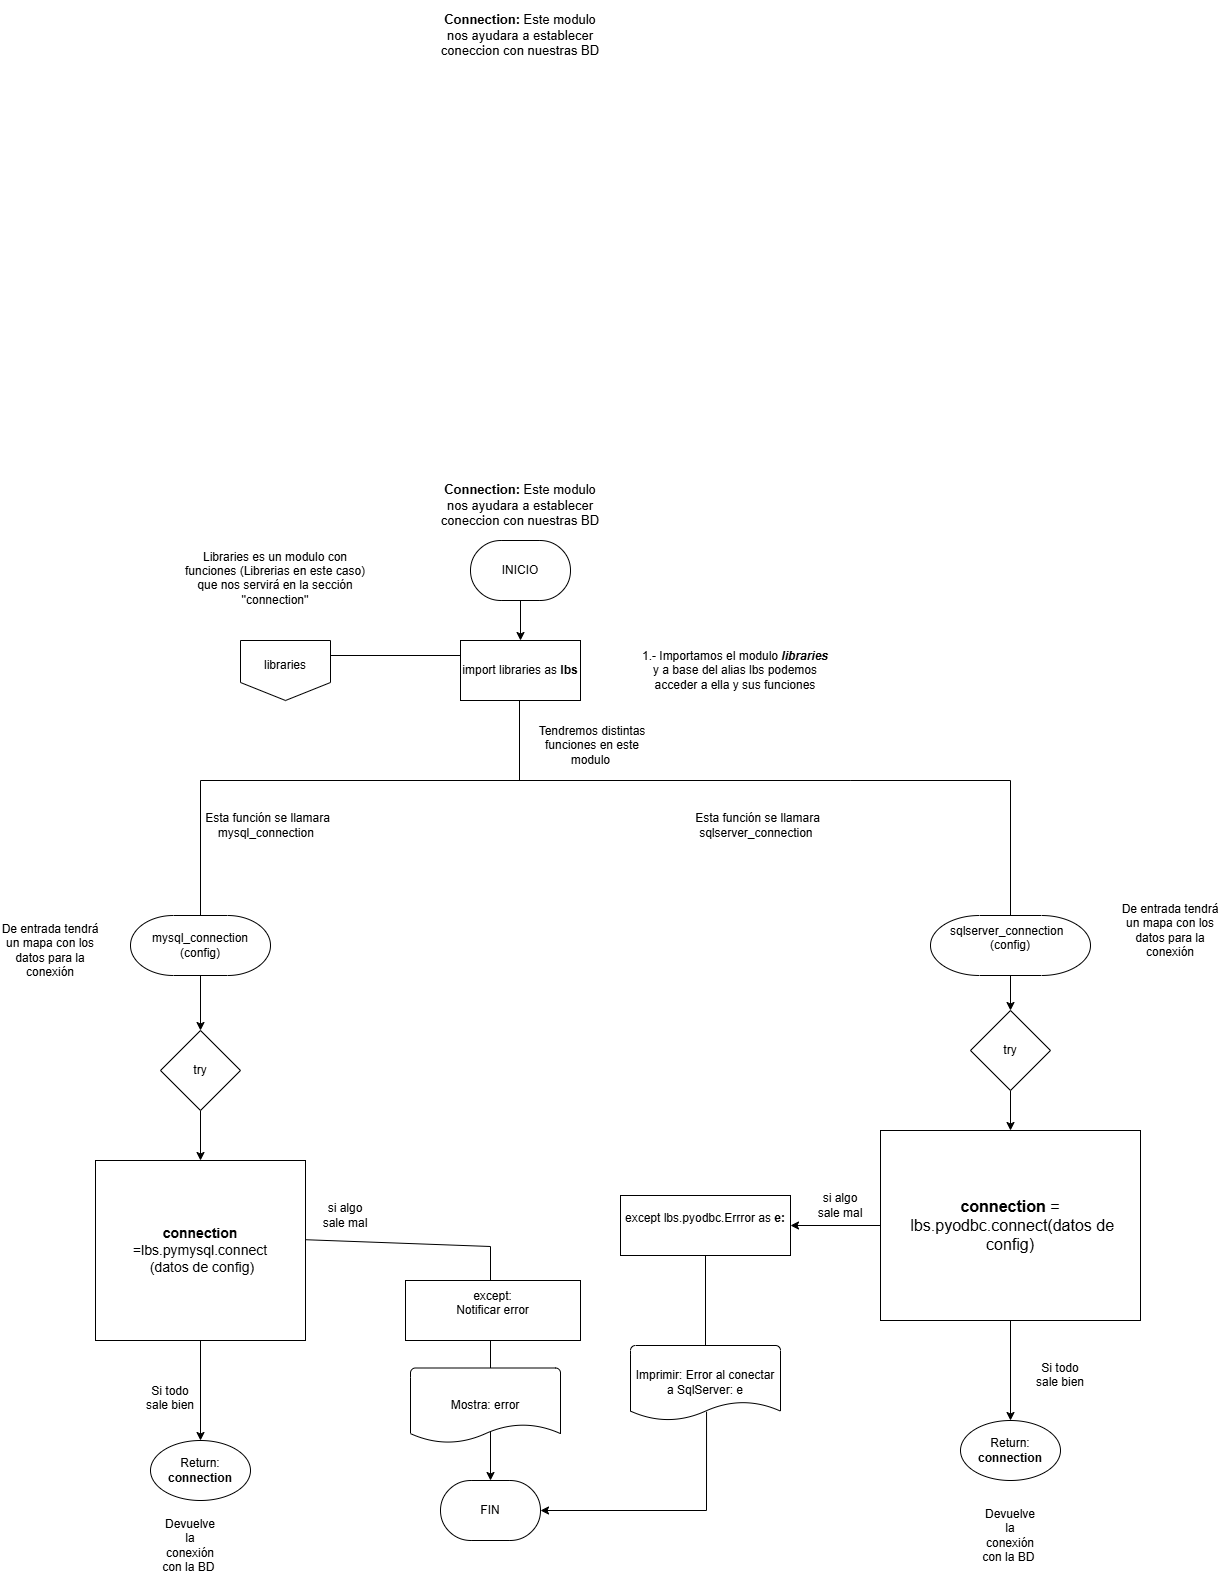 Connection: Este modulo
nos ayudara a establecer
coneccion con nuestras BD
Connection: Este modulo
nos ayudara a establecer
coneccion con nuestras BD
Libraries es un modulo con
funciones (Librerias en este caso)
que nos servirá en la sección
"connection"
INICIO
libraries
import libraries as lbs
1.- Importamos el modulo libraries
y a base del alias lbs podemos
acceder a ella y sus funciones
Tendremos distintas
funciones en este
modulo
Esta función se llamara
mysql_connection
Esta función se llamara
sqlserver_connection
De entrada tendrá
un mapa con los
datos para la
conexión
mysql_connection
(config)
sqlserver_connection
(config)
De entrada tendrá
un mapa con los
datos para la
conexión
try
try
connection
=lbs.pymysql.connect
(datos de config)
si algo
sale mal
except:
Notificar error
Mostra: error
except lbs.pyodbc.Errror as e:
si algo
sale mal
connection =
lbs.pyodbc.connect(datos de
config)
Imprimir: Error al conectar
a SqlServer: e
Si todo
sale bien
Si todo
sale bien
Return:
connection
FIN
Return:
connection
Devuelve
la
conexión
con la BD
Devuelve
la
conexión
con la BD